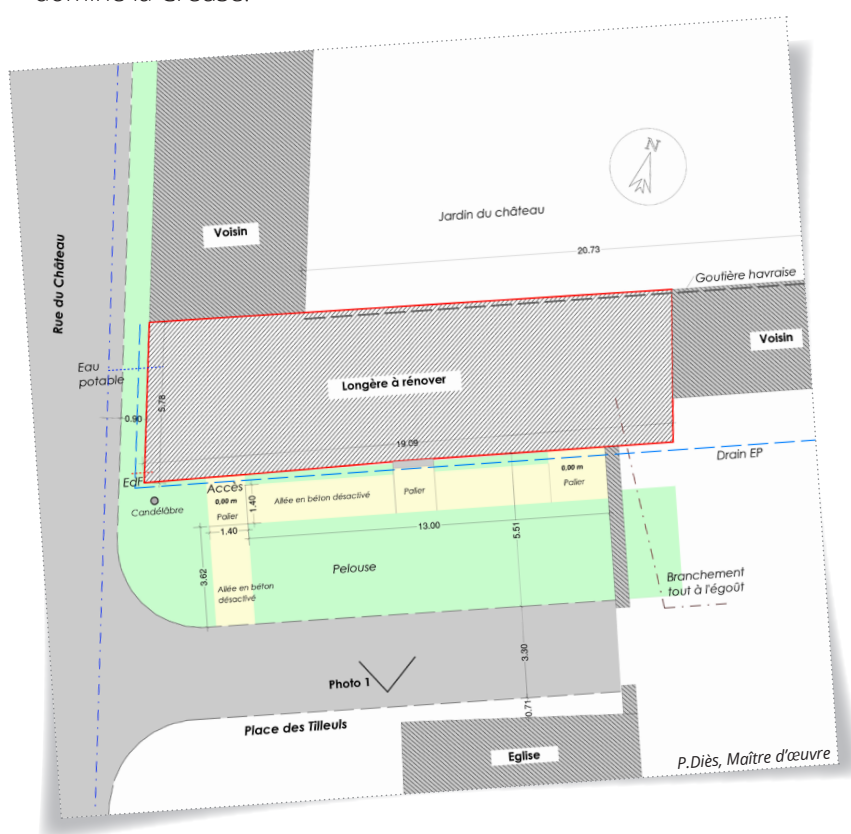 domine la Creuse.
N
Jardin du château
Voisin
20.73
Goutière havraise
Rue du Château
Voisin
Eau
potable
Longère à rénover
5.78
0.90
19.09
Drain EP
EdF
Accès
0,00 m
Palier
1.40
Allée en béton désactivé
Palier
0,00 m
Palier
Candélâbre
1.40
13.00
5.51
3.62
Pelouse
Allée en béton
désactivé
Branchement
tout à l'égoût
3.30
Photo 1
0.71
Place des Tilleuls
Eglise
P.Diès, Maître d'œuvre